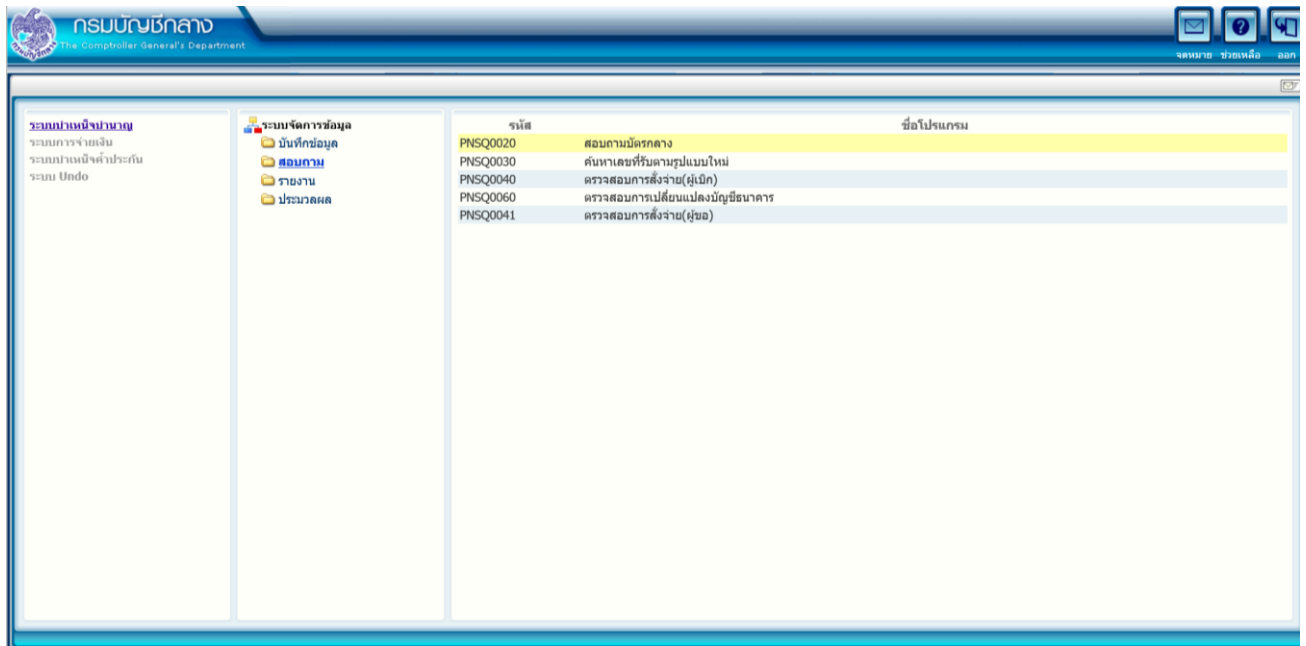 กรมบัญชีกลาง
The Comptroller General's Department
จดหมาย ช่วยเหลือ ออก
ระบบบำเหน็จบำนาญ
ระบบการจ่ายเงิน
ระบบบำเหน็จค้ำประกัน
ระบบ Undo
ระบบจัดการข้อมูล
บันทึกข้อมูล
สอบถาม
รายงาน
ประมวลผล
รหัส ชื่อโปรแกรม
PNSQ0020 สอบถามบัตรกลาง
PNSQ0030 ค้นหาเลขที่รับตามรูปแบบใหม่
PNSQ0040 ตรวจสอบการสั่งจ่าย(ผู้เบิก)
PNSQ0060 ตรวจสอบการเปลี่ยนแปลงบัญชีธนาคาร
PNSQ0041 ตรวจสอบการสั่งจ่าย(ผู้ขอ)